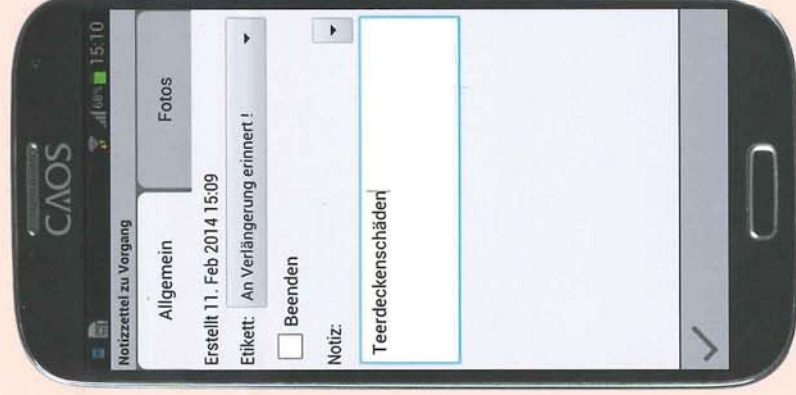 CAOS
68% 15:10
Notizzettel zu Vorgang
Allgemein Fotos
Erstellt 11. Feb 2014 15:09
Etikett: An Verlängerung erinnert !
Beenden
Notiz:
Teerdeckenschäden